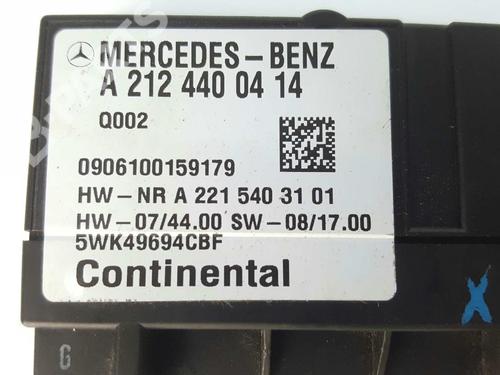 MERCEDES-BENZ
A 212 440 04 14
Q002
0906100159179
HW-NR A 221 540 31 01
HW-07/44.00 SW-08/17.00
5WK49694CBF
Continental
G
X